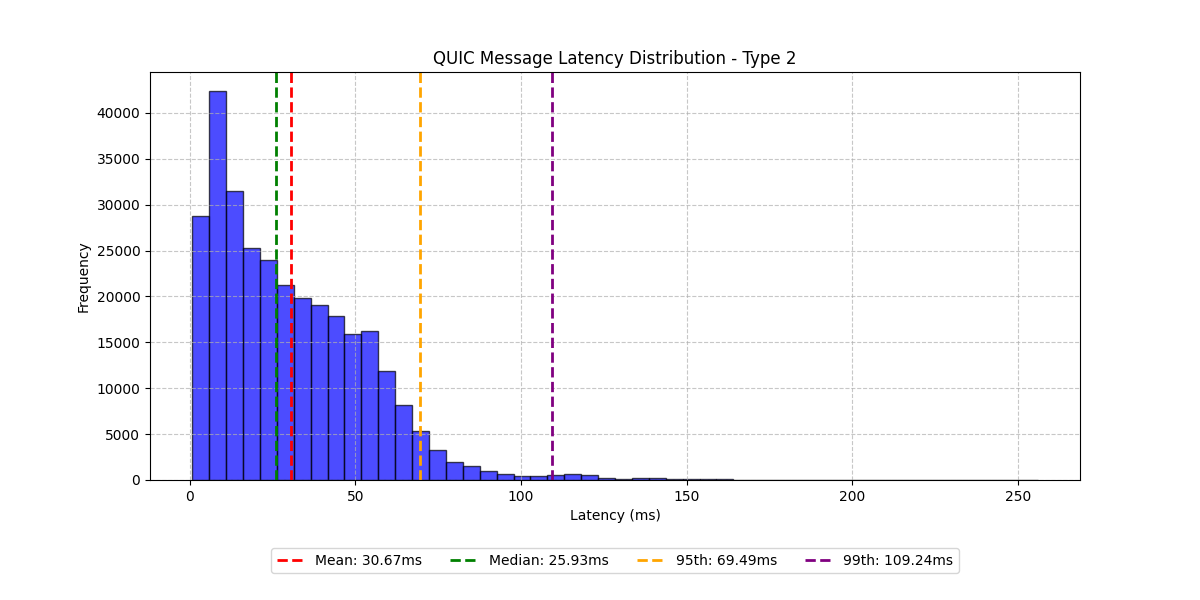 QUIC Message Latency Distribution - Type 2
40000
35000
30000
25000
20000
15000
10000
5000
0
Frequency
0 50 100 150 200 250
Latency (ms)
Mean: 30.67ms Median: 25.93ms 95th: 69.49ms 99th: 109.24ms